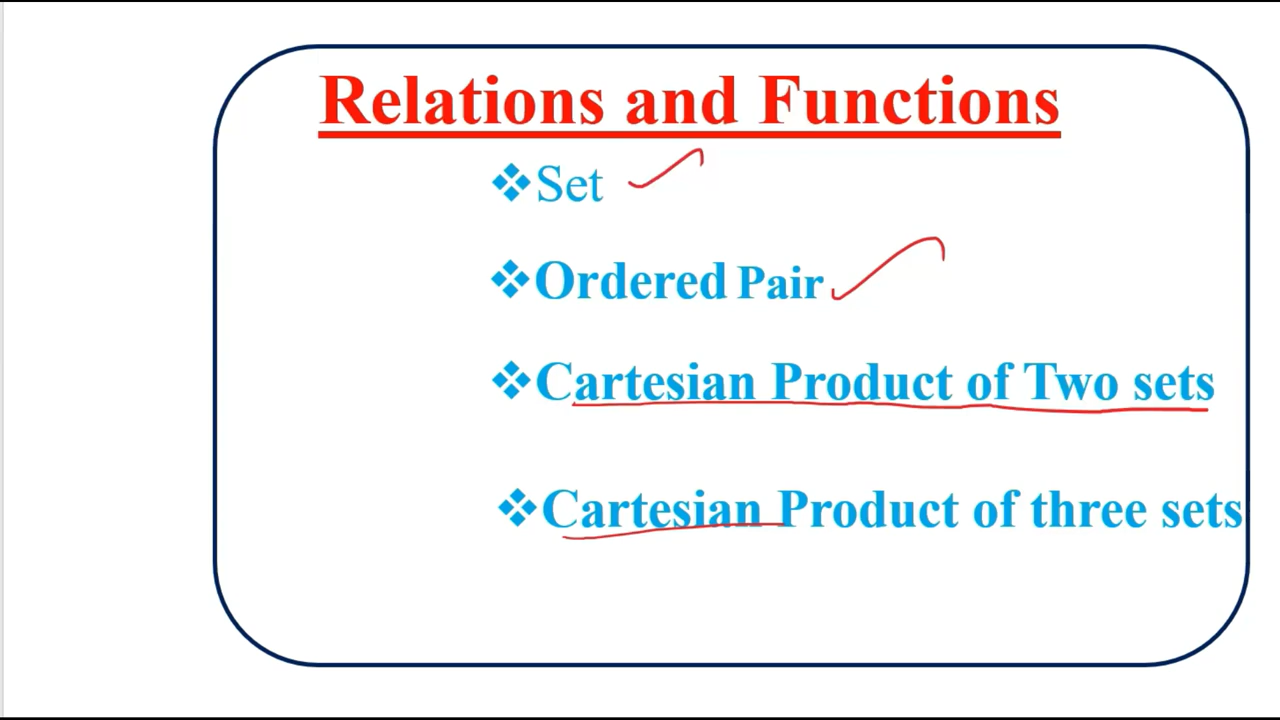 Relations and Functions
❖Set
❖Ordered Pair
❖Cartesian Product of Two sets
❖Cartesian Product of three sets